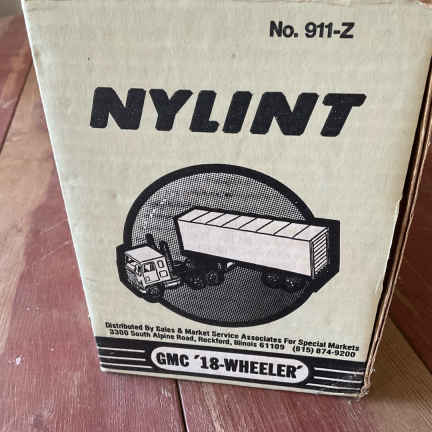 No. 911-Z
NYLINT
Distributed By Sales & Market Service Associates For Special Markets
3300 South Alpine Road, Rockford, Illinois 61109 (815) 874-9200
GMC '18-WHEELER'